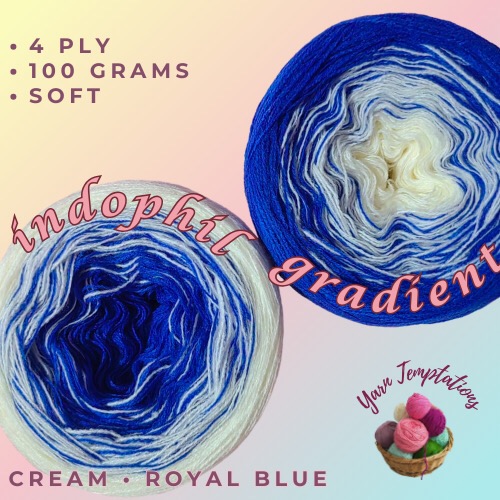 • 4 PLY
• 100 GRAMS
• SOFT
indophil gradient
Yarn Temptations
CREAM • ROYAL BLUE